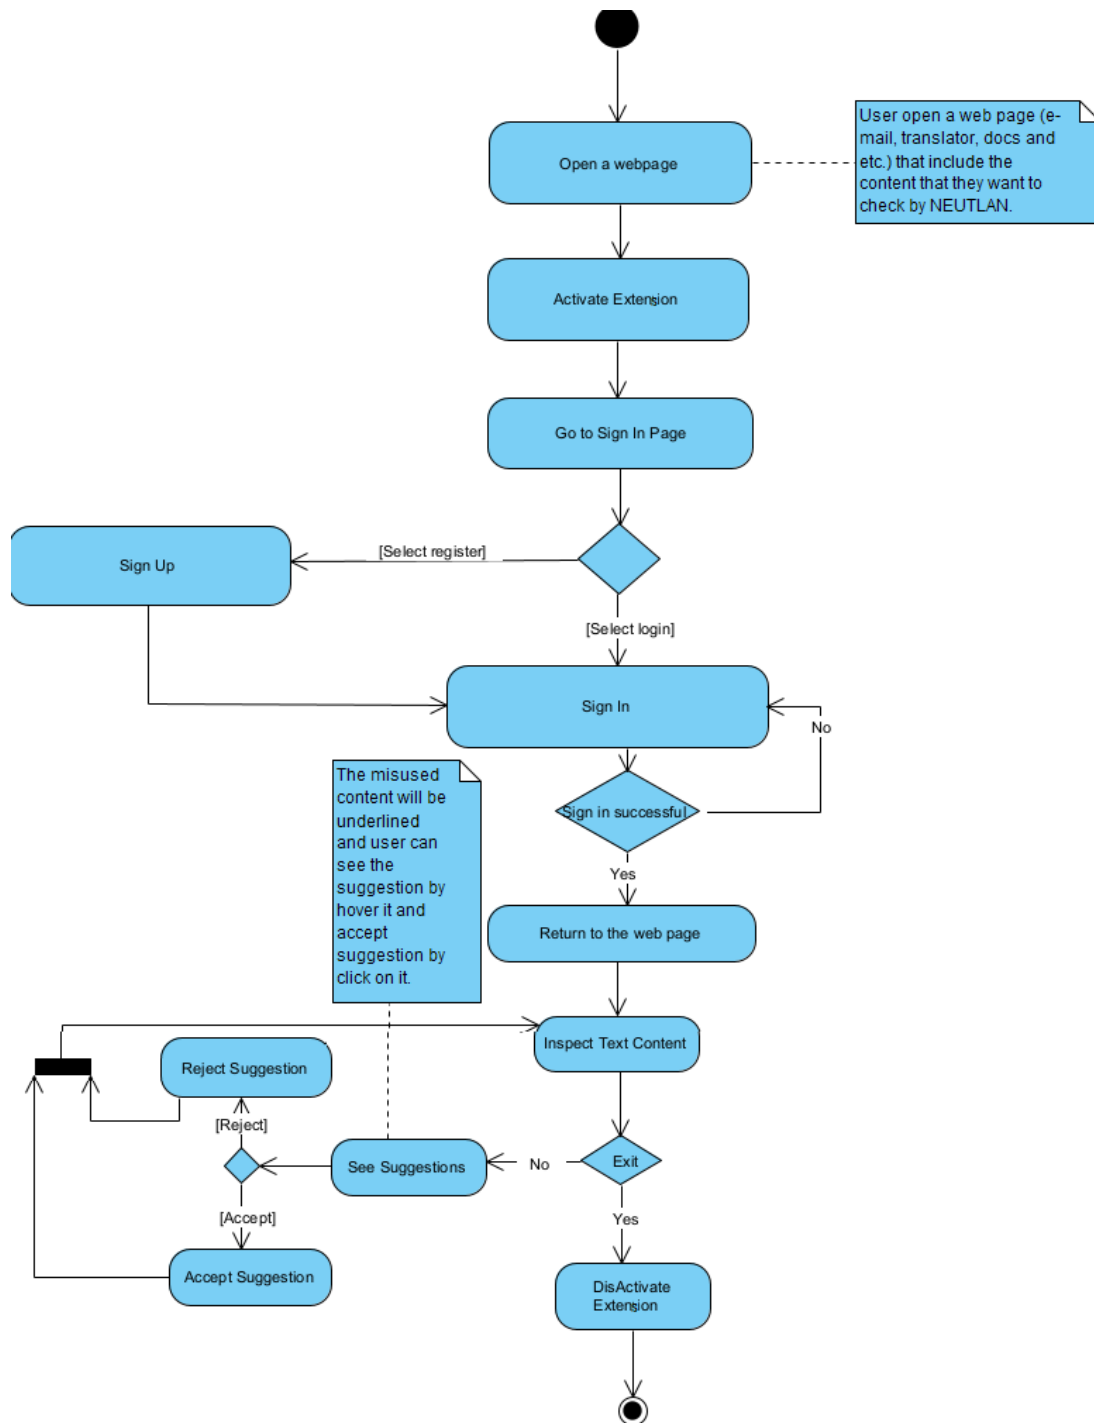 Open a webpage
User open a web page (e-
mail, translator, docs and
etc.) that include the
content that they want to
check by NEUTLAN.
Activate Extension
Go to Sign In Page
[Select register]
Sign Up
[Select login]
Sign In
No
The misused
content will be
underlined
and user can
see the
suggestion by
hover it and
accept
suggestion by
click on it.
Sign in successful
Yes
Return to the web page
Inspect Text Content
Reject Suggestion
[Reject]
See Suggestions
No
Exit
[Accept]
Yes
Accept Suggestion
DisActivate
Extension